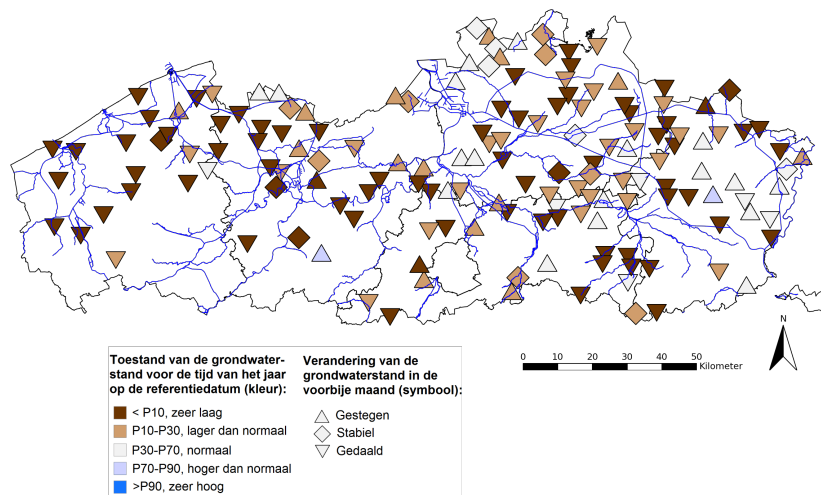 Toestand van de grondwater-
stand voor de tijd van het jaar
op de referentiedatum (kleur):
< P10, zeer laag
P10-P30, lager dan normaal
P30-P70, normaal
P70-P90, hoger dan normaal
>P90, zeer hoog
Verandering van de
grondwaterstand in de
voorbije maand (symbool):
Gestegen
Stabiel
Gedaald
0 10 20 30 40 50 Kilometer
N